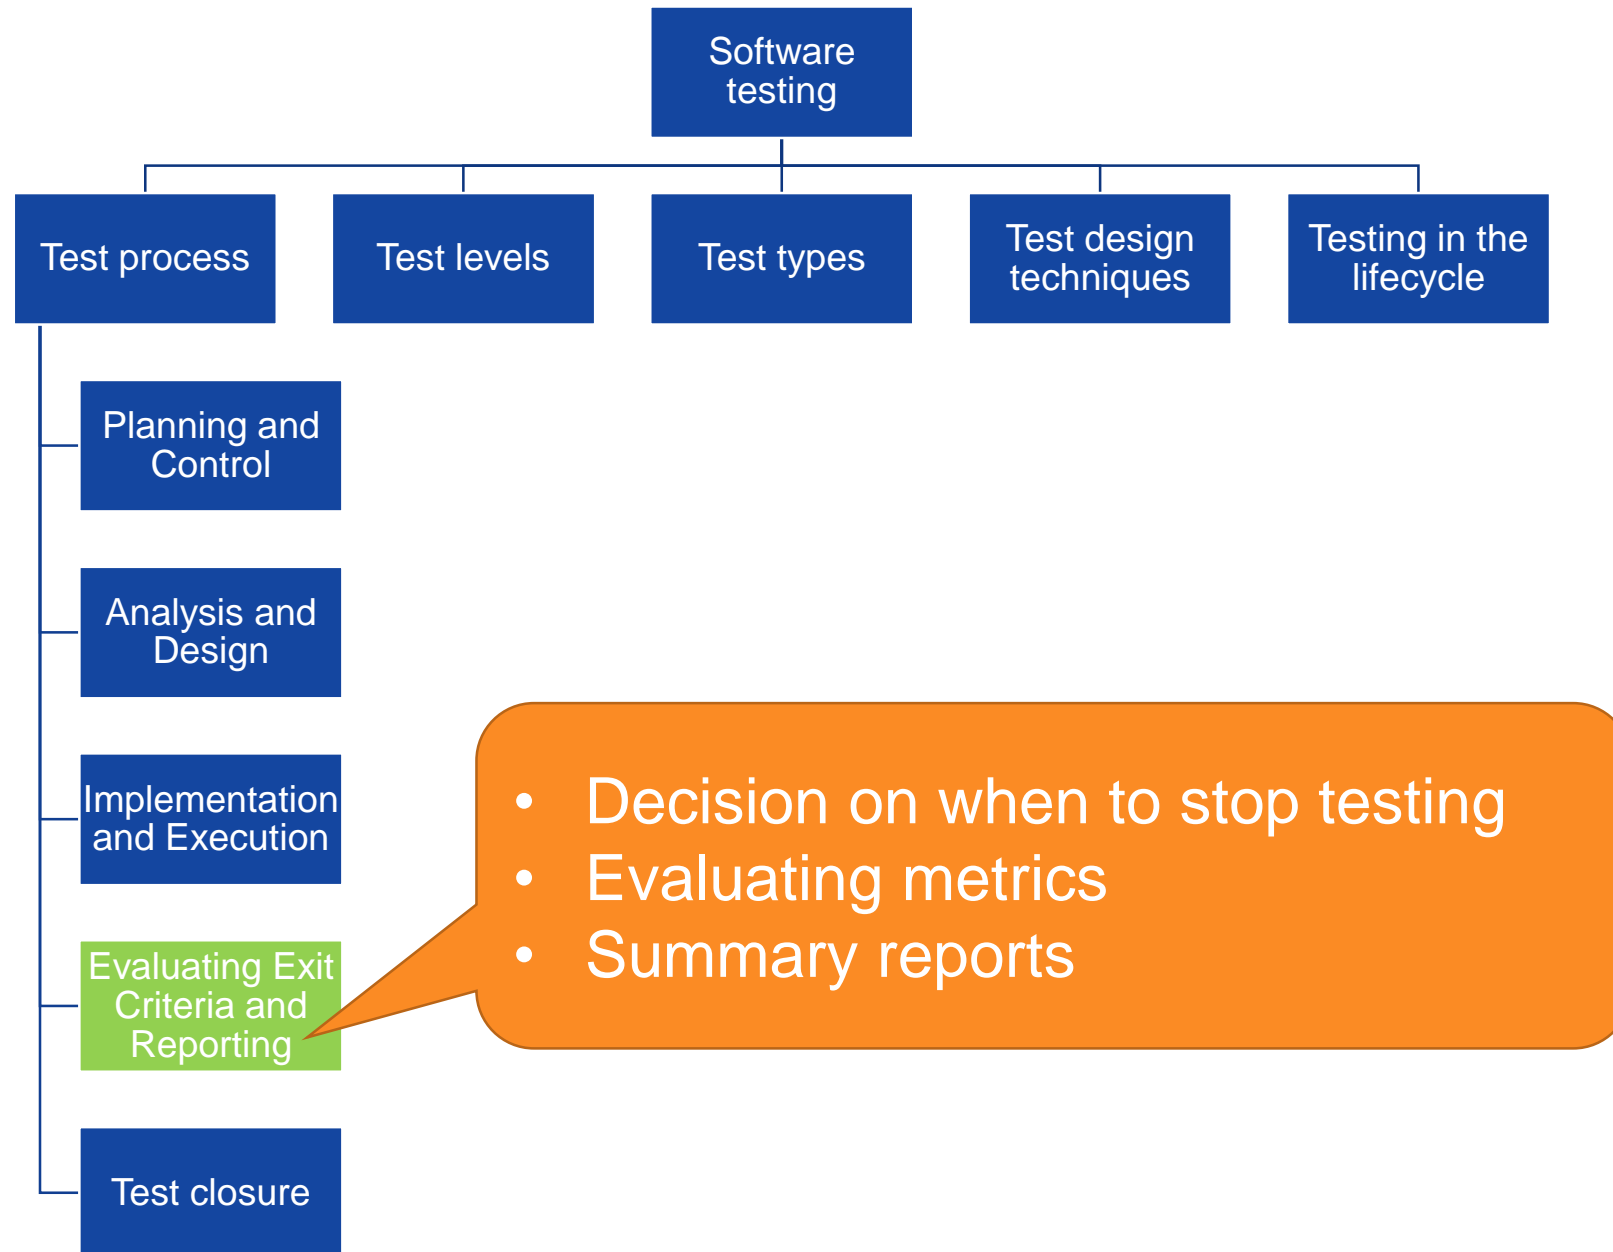 Software
testing
Test process
Test levels
Test types
Test design
techniques
Testing in the
lifecycle
Planning and
Control
Analysis and
Design
Implementation
and Execution
Evaluating Exit
Criteria and
Reporting
Test closure
• Decision on when to stop testing
• Evaluating metrics
• Summary reports